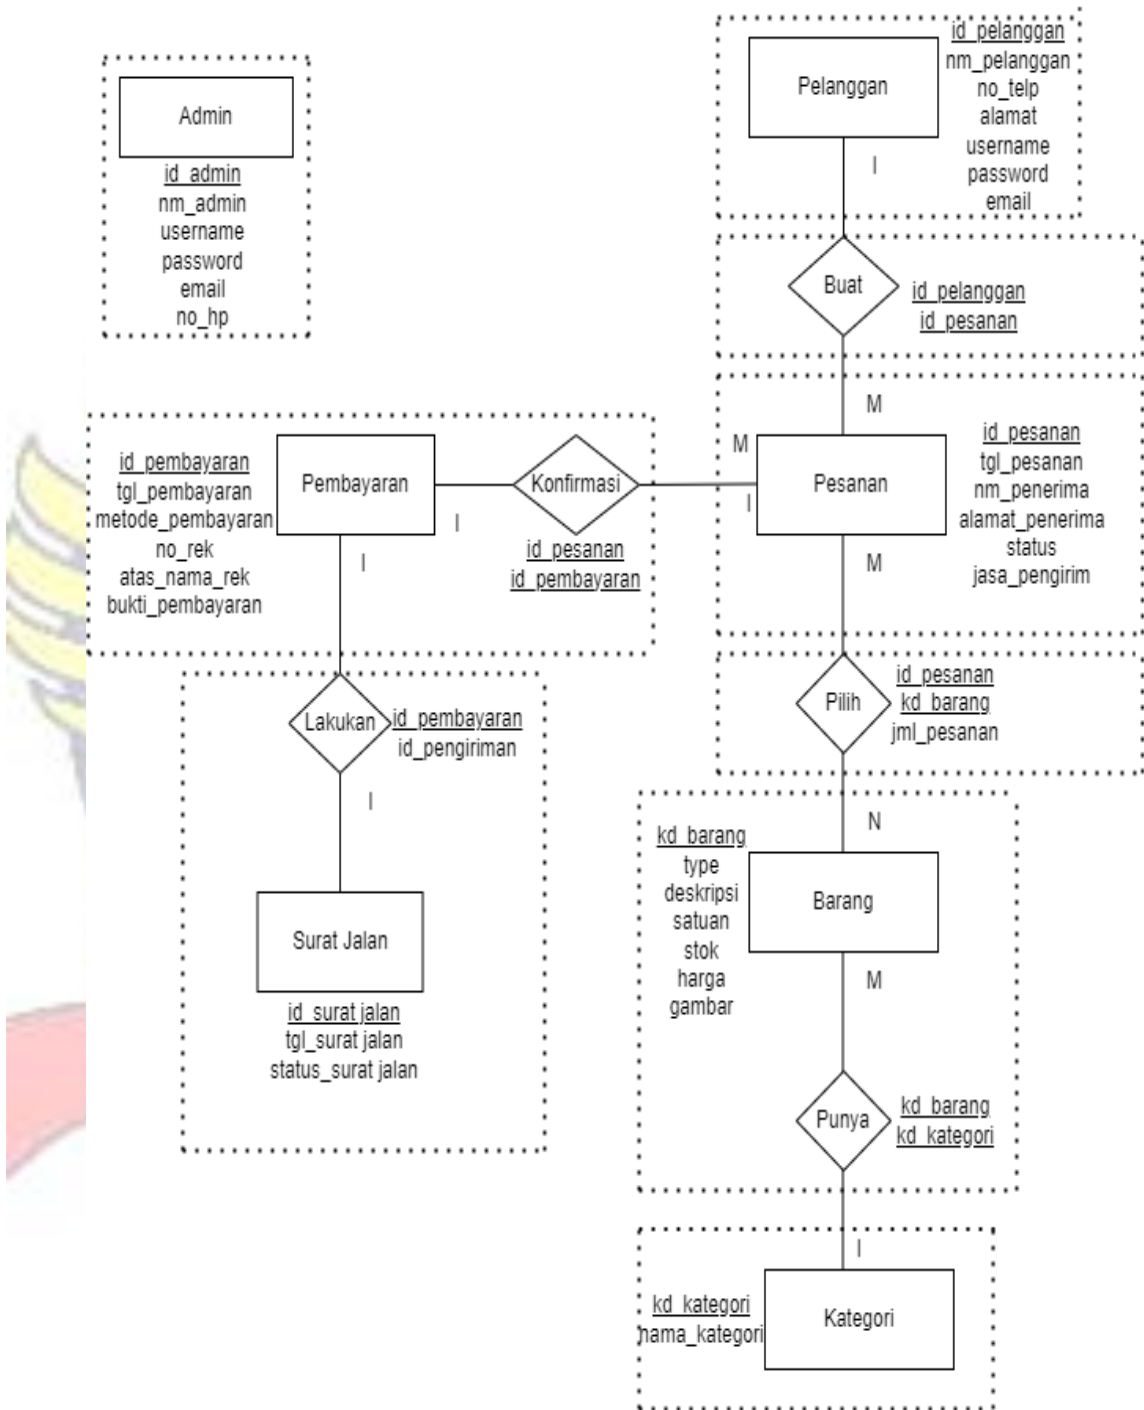 Admin
id_admin
nm_admin
username
password
email
no_hp
Pelanggan
id_pelanggan
nm_pelanggan
no_telp
alamat
username
password
email
I
Buat
id_pelanggan
id_pesanan
M
Pesanan
id_pesanan
tgl_pesanan
nm_penerima
alamat_penerima
status
jasa_pengirim
M
I
M
Konfirmasi
id_pesanan
id_pembayaran
I
Pembayaran
id_pembayaran
tgl_pembayaran
metode_pembayaran
no_rek
atas_nama_rek
bukti_pembayaran
I
Lakukan
id_pembayaran
id_pengiriman
I
Surat Jalan
id_surat jalan
tgl_surat jalan
status_surat jalan
Pilih
id_pesanan
kd_barang
jml_pesanan
N
Barang
kd_barang
type
deskripsi
satuan
stok
harga
gambar
M
Punya
kd_barang
kd_kategori
I
Kategori
kd_kategori
nama_kategori